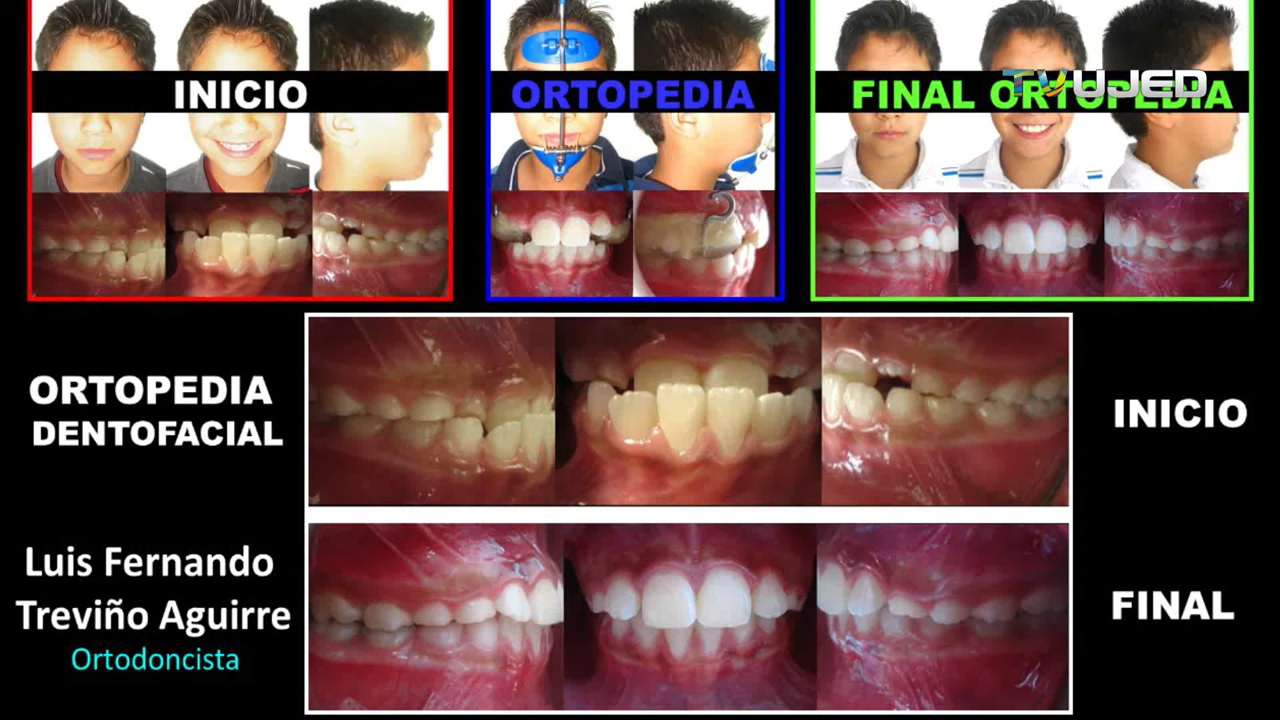 INICIO
ORTOPEDIA
FINAL ORTOPEDIA
TVUJED
ORTOPEDIA
DENTOFACIAL
INICIO
Luis Fernando
Treviño Aguirre
Ortodoncista
FINAL